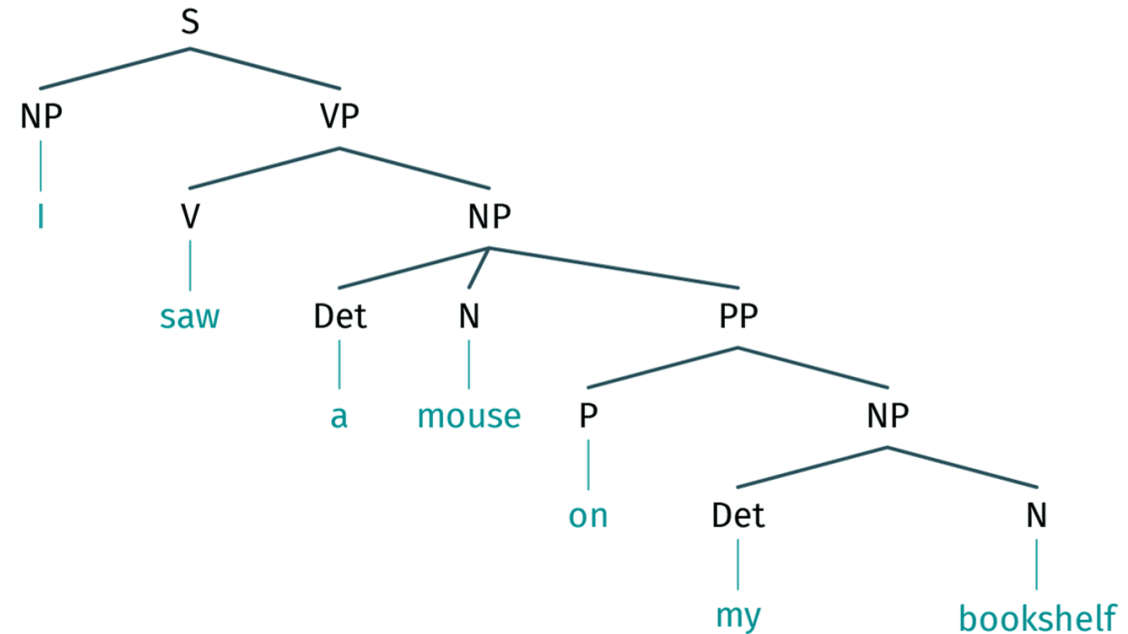 S
NP VP
I V NP
saw Det N PP
a mouse P NP
on Det N
my bookshelf